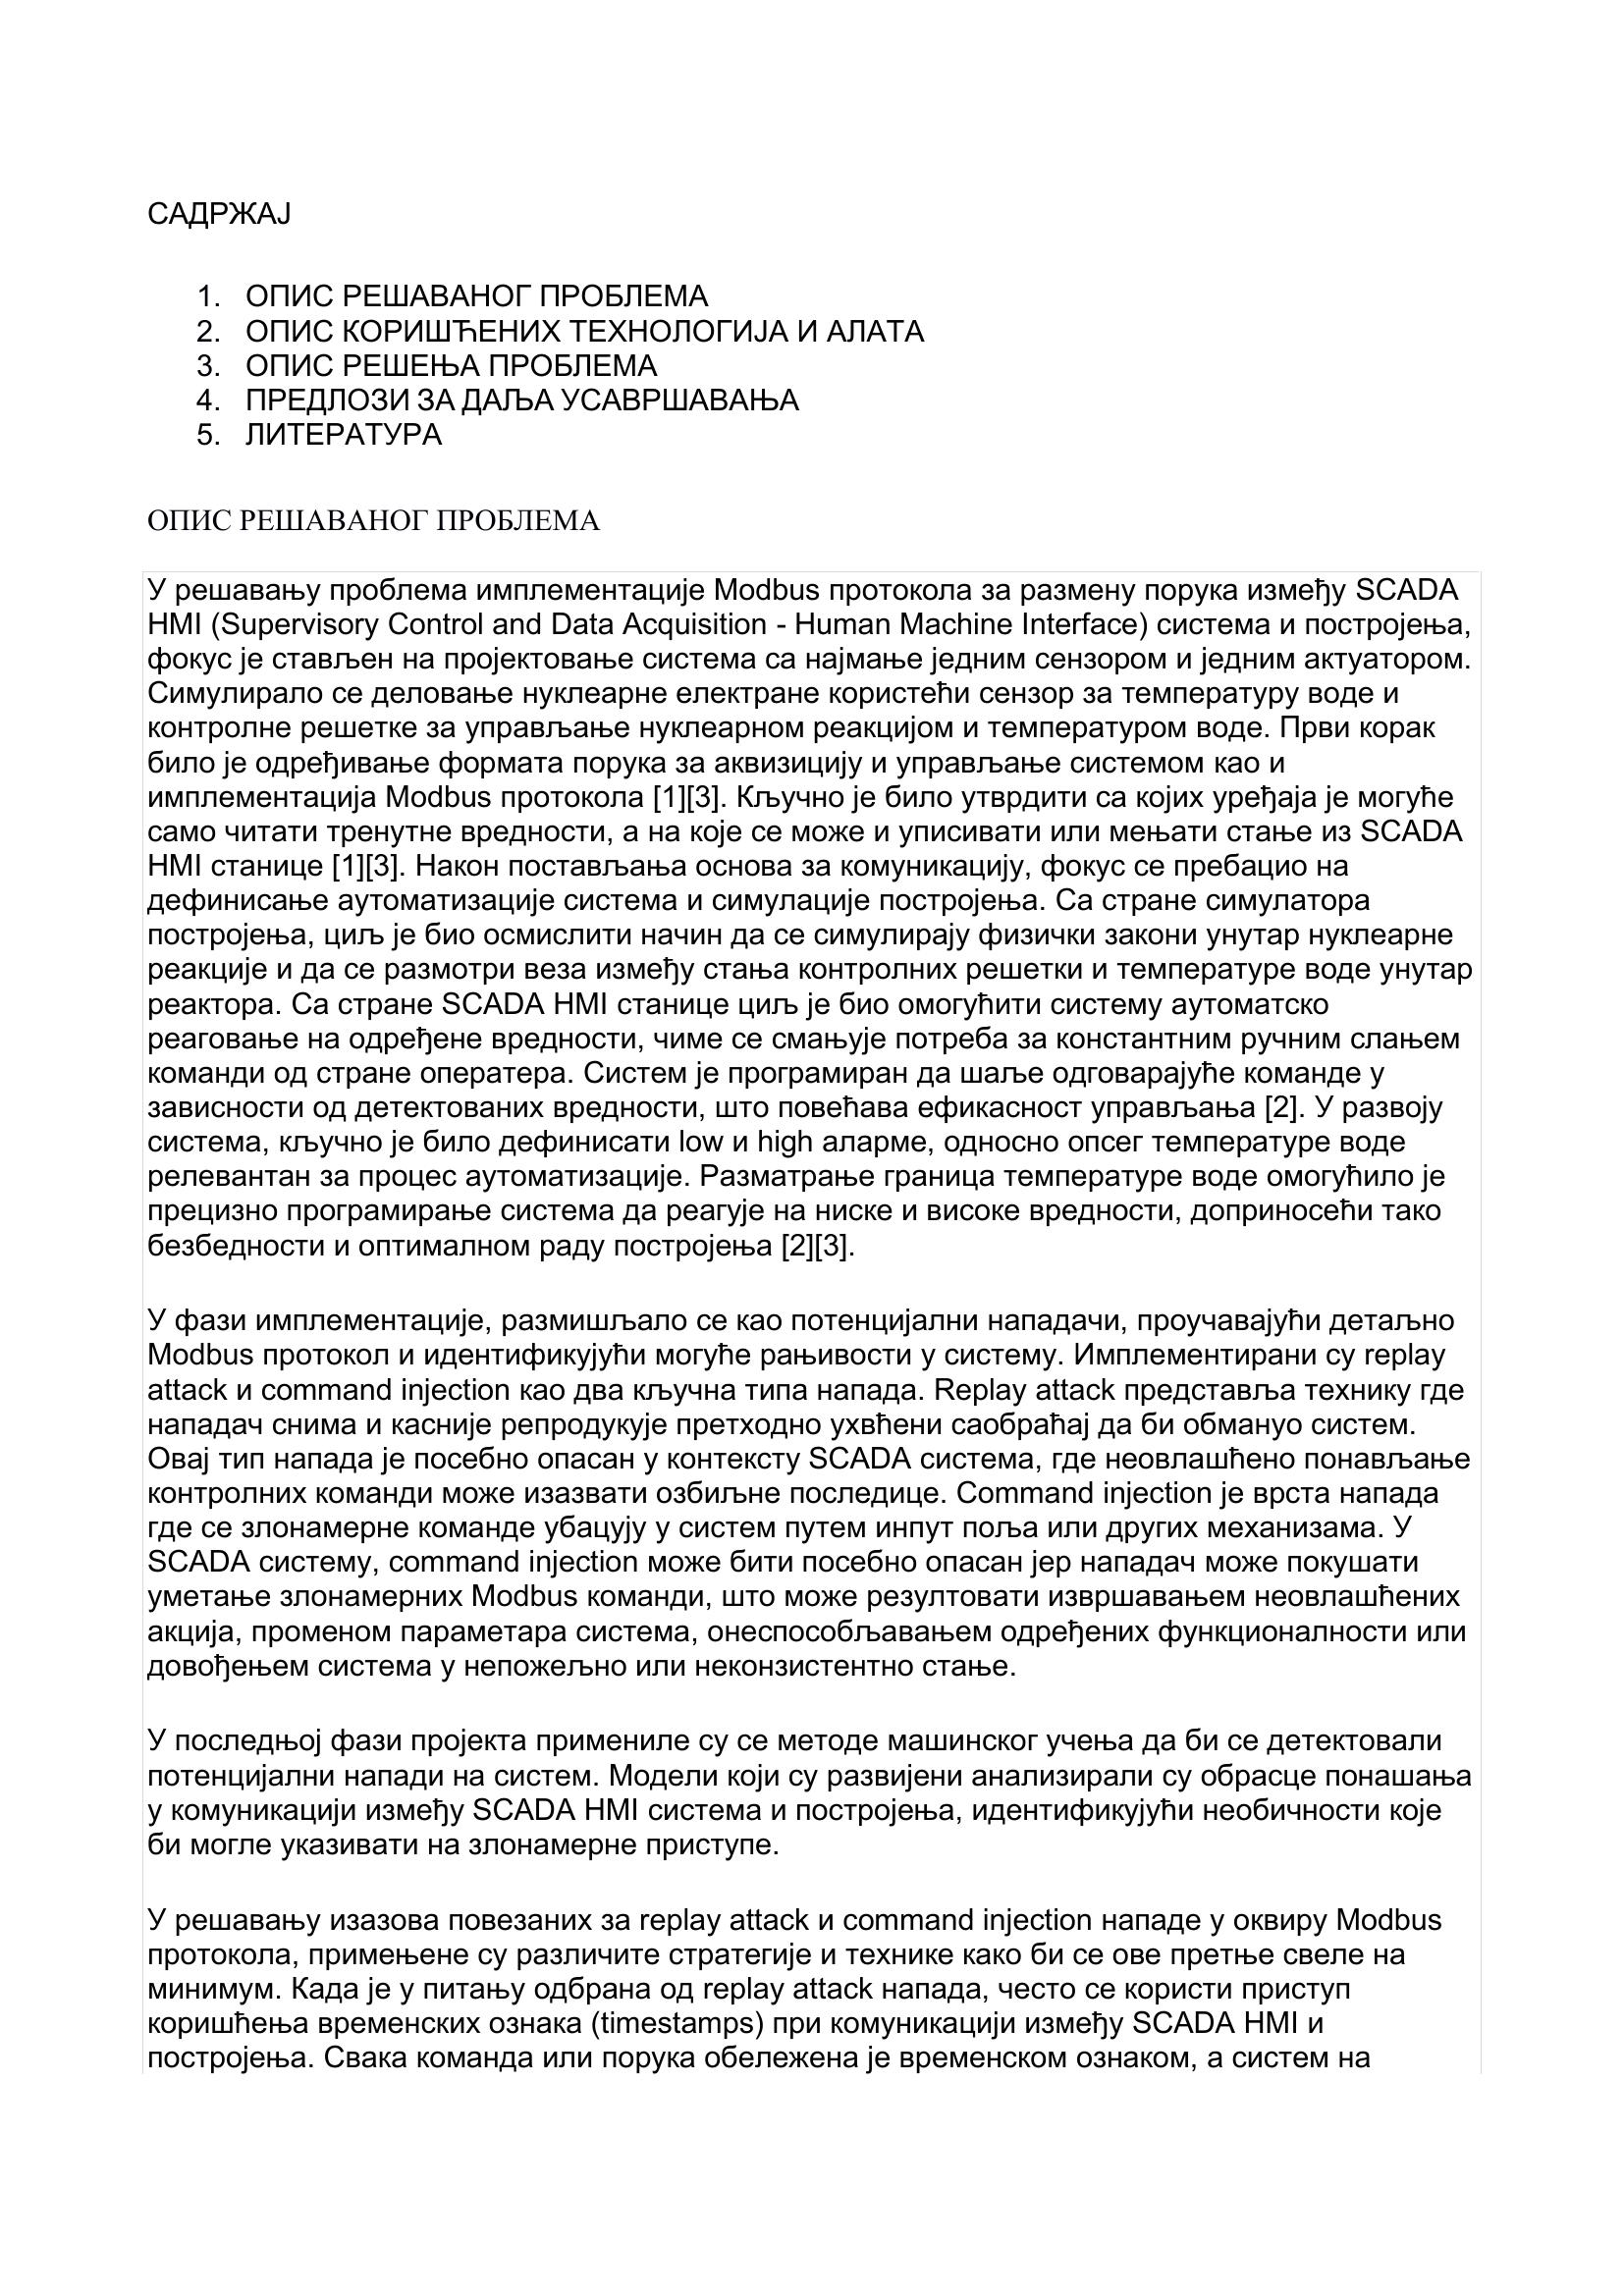 САДРЖАЈ
1. ОПИС РЕШАВАНОГ ПРОБЛЕМА
2. ОПИС КОРИШЋЕНИХ ТЕХНОЛОГИЈА И АЛАТА
3. ОПИС РЕШЕЊА ПРОБЛЕМА
4. ПРЕДЛОЗИ ЗА ДАЉА УСАВРШАВАЊА
5. ЛИТЕРАТУРА
ОПИС РЕШАВАНОГ ПРОБЛЕМА
У решавању проблема имплементације Modbus протокола за размену порука између SCADA
HMI (Supervisory Control and Data Acquisition - Human Machine Interface) система и постројења,
фокус је стављен на пројектовање система са најмање једним сензором и једним актуатором.
Симулирало се деловање нуклеарне електране користећи сензор за температуру воде и
контролне решетке за управљање нуклеарном реакцијом и температуром воде. Први корак
било је одређивање формата порука за аквизицију и управљање системом као и
имплементација Modbus протокола [1][3]. Кључно је било утврдити са којих уређаја је могуће
само читати тренутне вредности, а на које се може и уписивати или мењати стање из SCADA
HMI станице [1][3]. Након постављања основа за комуникацију, фокус се пребацио на
дефинисање аутоматизације система и симулације постројења. Са стране симулатора
постројења, циљ је био осмислити начин да се симулирају физички закони унутар нуклеарне
реакције и да се размотри веза између стања контролних решетки и температуре воде унутар
реактора. Са стране SCADA HMI станице циљ је био омогућити систему аутоматско
реаговање на одређене вредности, чиме се смањује потреба за константним ручним слањем
команди од стране оператера. Систем је програмиран да шаље одговарајуће команде у
зависности од детектованих вредности, што повећава ефикасност управљања [2]. У развоју
система, кључно је било дефинисати low и high аларме, односно опсег температуре воде
релевантан за процес аутоматизације. Разматрање граница температуре воде омогућило је
прецизно програмирање система да реагује на ниске и високе вредности, доприносећи тако
безбедности и оптималном раду постројења [2][3].
У фази имплементације, размишљало се као потенцијални нападачи, проучавајући детаљно
Modbus протокол и идентификујући могуће рањивости у систему. Имплементирани су replay
attack и command injection као два кључна типа напада. Replay attack представља технику где
нападач снима и касније репродукује претходно ухвћени саобраћај да би обмануо систем.
Овај тип напада је посебно опасан у контексту SCADA система, где неовлашћено понављање
контролних команди може изазвати озбиљне последице. Command injection је врста напада
где се злонамерне команде убацују у систем путем инпут поља или других механизама. У
SCADA систему, command injection може бити посебно опасан јер нападач може покушати
уметање злонамерних Modbus команди, што може резултовати извршавањем неовлашћених
акција, променом параметара система, онеспособљавањем одређених функционалности или
довођењем система у непожељно или неконзистентно стање.
У последњој фази пројекта примениле су се методе машинског учења да би се детектовали
потенцијални напади на систем. Модели који су развијени анализирали су обрасце понашања
у комуникацији између SCADA HMI система и постројења, идентификујући необичности које
би могле указивати на злонамерне приступе.
У решавању изазова повезаних за replay attack и command injection нападе у оквиру Modbus
протокола, примењене су различите стратегије и технике како би се ове претње свеле на
минимум. Када је у питању одбрана од replay attack напада, често се користи приступ
коришћења временских ознака (timestamps) при комуникацији између SCADA HMI и
постројења. Свака команда или порука обележена је временском ознаком, а систем на